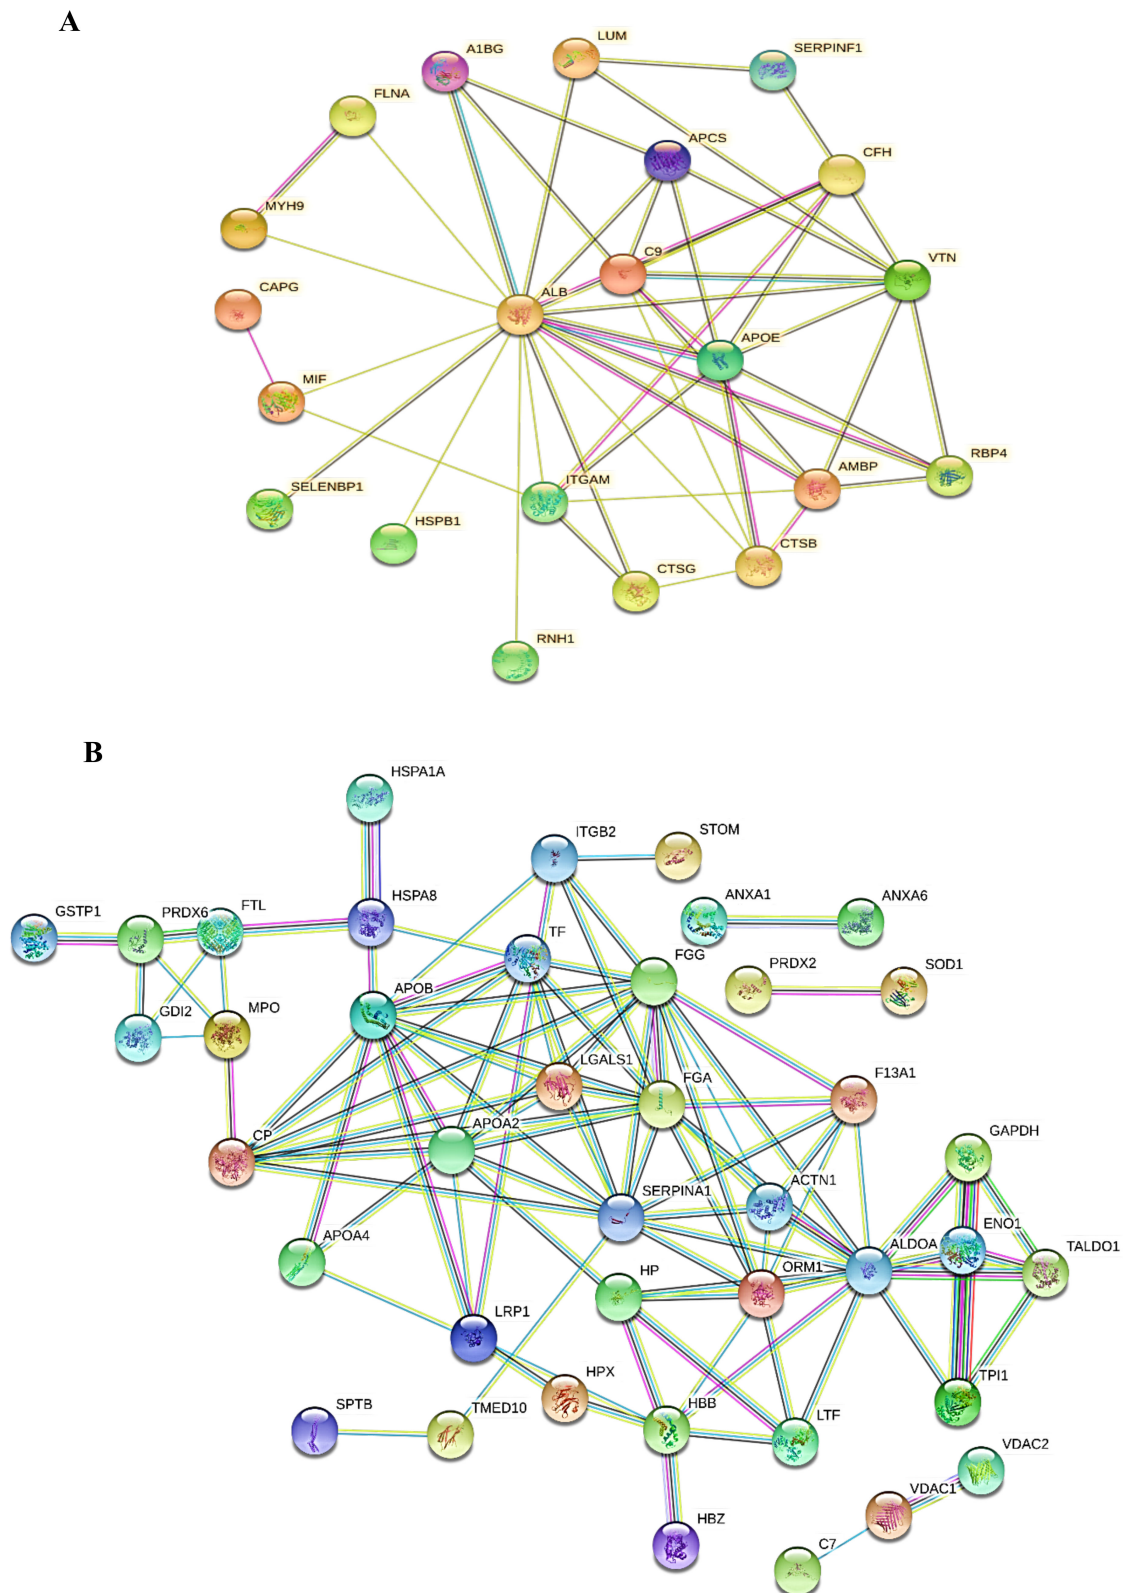 A
LUM
A1BG
SERPINF1
FLNA
APCS
CFH
MYH9
C9
VTN
CAPG
ALB
APOE
MIF
AMBP
RBP4
SELENBP1
ITGAM
HSPB1
CTSB
CTSG
RNH1
B
HSPA1A
ITGB2
STOM
HSPA8
ANXA1
ANXA6
GSTP1
PRDX6
FTL
TF
FGG
PRDX2
SOD1
APOB
GDI2
MPO
LGALS1
FGA
F13A1
APOA2
CP
GAPDH
SERPINA1
ACTN1
ENO1
APOA4
ALDOA
TALDO1
HP
ORM1
LRP1
HPX
TPI1
SPTB
TMED10
HBB
LTF
VDAC2
VDAC1
HBZ
C7